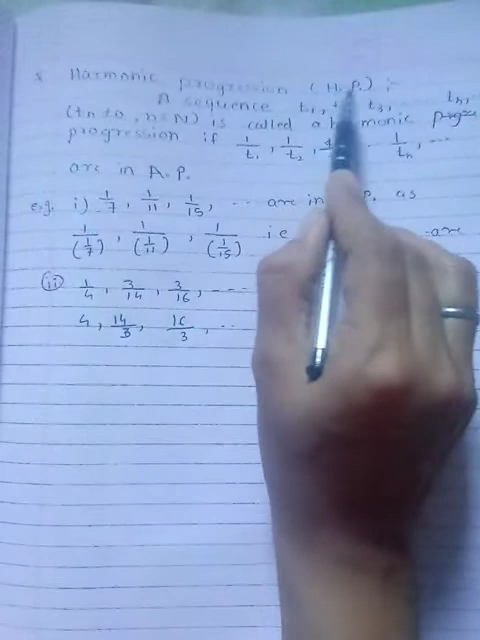 Harmonic progression (H.P.) :-
A sequence t₁, t₃, tn,
(tn ≠ 0, n ∈ N) is called a harmonic
progression if 1/t₁, 1/t₂, ... 1/tn, ...
are in A.P.
e.g. i) 1/7, 1/11, 1/15, ... are in P. as
1/(1/7), 1/(1/11), 1/(1/15) i.e are
(ii) 1/4, 3/14, 3/16, ----
4, 14/3, 16/3, ..